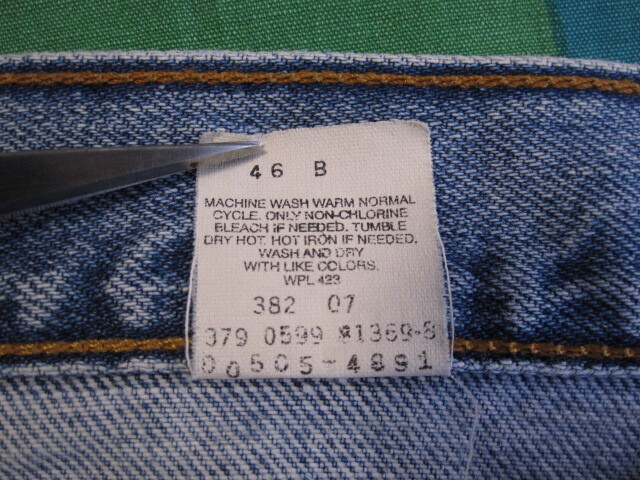 46 B
MACHINE WASH WARM NORMAL
CYCLE. ONLY NON-CHLORINE
BLEACH IF NEEDED. TUMBLE
DRY HOT. HOT IRON IF NEEDED.
WASH AND DRY
WITH LIKE COLORS.
WPL 423
382 07
379 0599
00505-4891